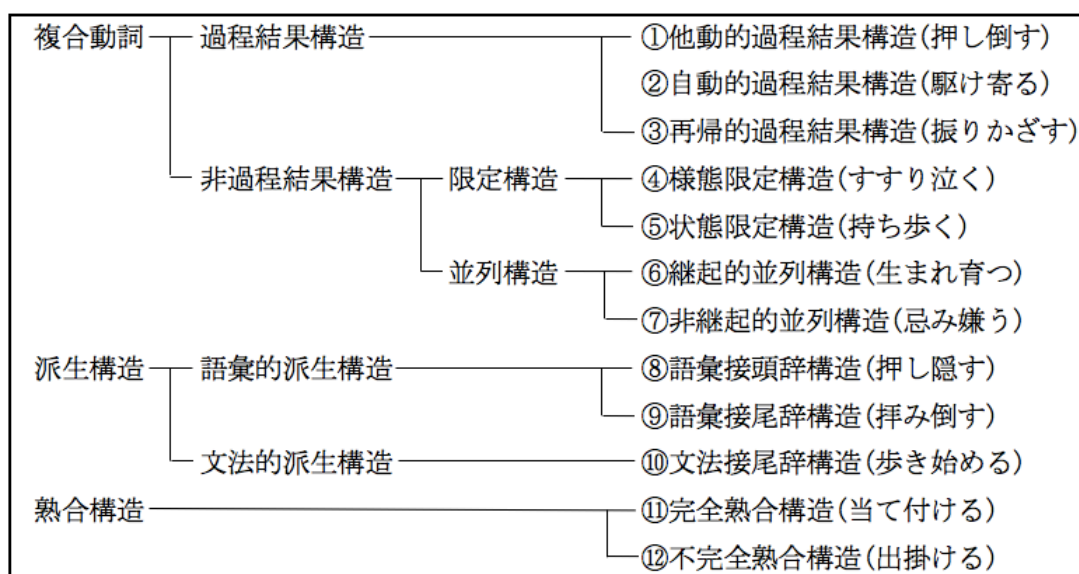 複合動詞 過程結果構造 ①他動的過程結果構造(押し倒す)
②自動的過程結果構造(駆け寄る)
③再帰的過程結果構造(振りかざす)
非過程結果構造 限定構造 ④様態限定構造(すすり泣く)
⑤状態限定構造(持ち歩く)
並列構造 ⑥継起的並列構造(生まれ育つ)
⑦非継起的並列構造(忌み嫌う)
派生構造 語彙的派生構造 ⑧語彙接頭辞構造(押し隠す)
⑨語彙接尾辞構造(拝み倒す)
文法的派生構造 ⑩文法接尾辞構造(歩き始める)
熟合構造 ⑪完全熟合構造(当て付ける)
⑫不完全熟合構造(出掛ける)